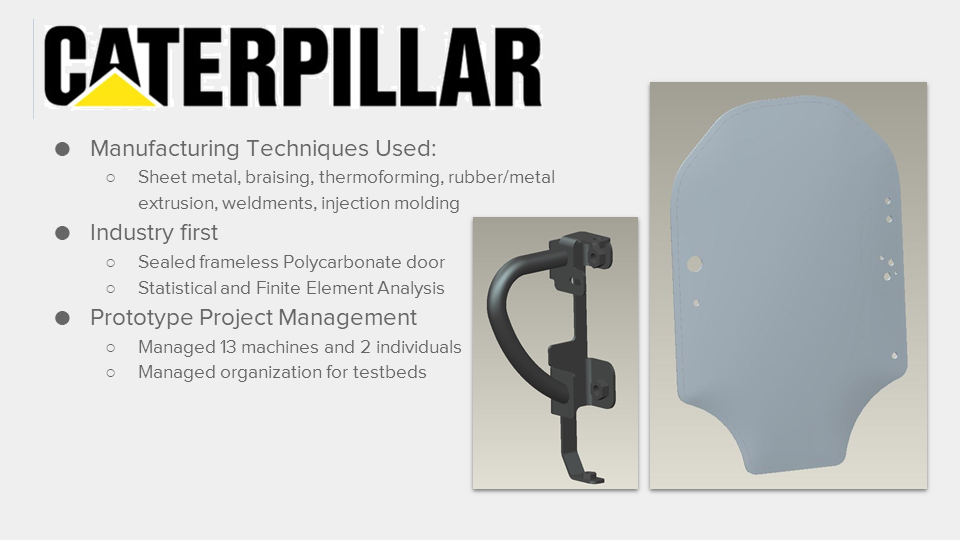 CATERPILLAR
● Manufacturing Techniques Used:
○ Sheet metal, braising, thermoforming, rubber/metal
extrusion, weldments, injection molding
● Industry first
○ Sealed frameless Polycarbonate door
○ Statistical and Finite Element Analysis
● Prototype Project Management
○ Managed 13 machines and 2 individuals
○ Managed organization for testbeds